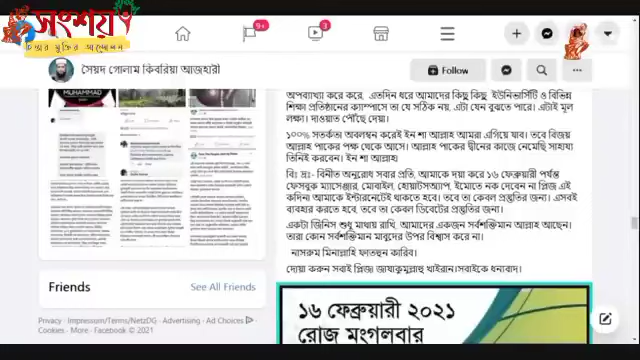 সংশয়
চিন্তার মুক্তির আন্দোলন
9+
3
সৈয়দ গোলাম কিবরিয়া আজহারী
Follow
MUHAMMAD
অপব্যাখ্যা করে করে, এতদিন ধরে আমাদের কিছু কিছু ইউনিভার্সিটি ও বিভিন্ন
শিক্ষা প্রতিষ্ঠানের ক্যাম্পাসে তা যে সঠিক নয়, এটা যেন বুঝতে পারে। এটাই মূল
লক্ষ্য। দাওয়াত পৌঁছে দেয়া।
১০০% সতর্কতা অবলম্বন করেই ইন শা আল্লাহ আমরা এগিয়ে যাব। তবে বিজয়
আল্লাহ পাকের পক্ষ থেকে আসে। আল্লাহ পাকের দ্বীনের কাজে নেমেছি সাহায্য
তিনিই করবেন। ইন শা আল্লাহ।
বিঃ দ্রঃ- বিনীত অনুরোধ সবার প্রতি, আমাকে দয়া করে ১৬ ফেব্রুয়ারী পর্যন্ত
ফেসবুক ম্যাসেঞ্জার, মোবাইল, হোয়াটসঅ্যাপ, ইমোতে নক দেবেন না প্লিজ এই
কদিনা আমাকে ইন্টারনেটেই থাকতে হবে। তবে তা কেবল প্রস্তুতির জন্য। এসবই
ব্যবহার করতে হবে, তবে তা কেবল ডিবেটের প্রস্তুতির জন্য।
একটা জিনিস শুধু মাথায় রাখি, আমাদের একজন সর্বশক্তিমান আল্লাহ আছেন।
তারা কোন সর্বশক্তিমান মাবুদের উপর বিশ্বাস করে না।
নাসরুম মিনাল্লাহি ফাতহুন কারিব।
দোয়া করুন সবাই প্লিজ। জাযাকুমুল্লাহু খাইরান।সবাইকে ধন্যবাদ।
Friends
See All Friends
Privacy · Impressum/Terms/NetzDG · Advertising · Ad Choices
Cookies · More · Facebook © 2021
১৬ ফেব্রুয়ারী ২০২১
রোজ মংগলবার